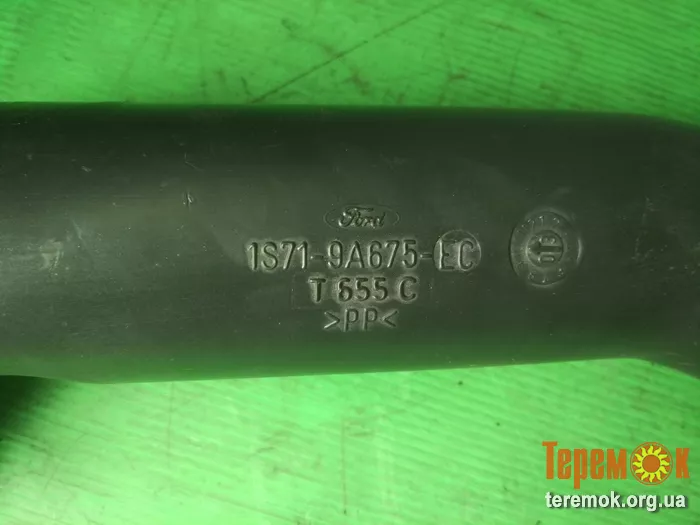 Ford
1S71-9A675-EC
T 655 C
>PP<
Теремок
teremok.org.ua